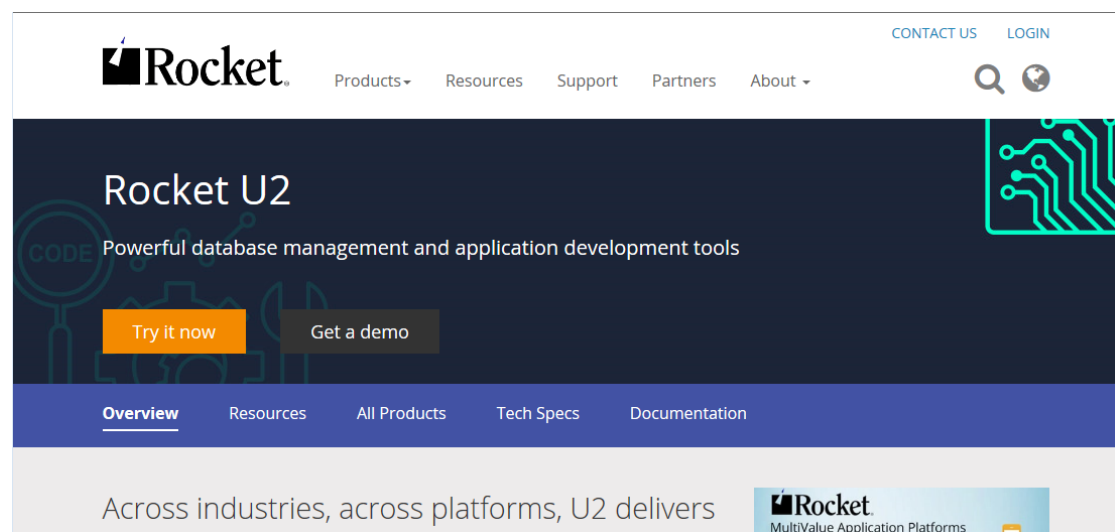 CONTACT US LOGIN
Rocket.
Products Resources Support Partners About
Rocket U2
CODE
Powerful database management and application development tools
Try it now Get a demo
Overview Resources All Products Tech Specs Documentation
Across industries, across platforms, U2 delivers
Rocket.
MultiValue Application Platforms